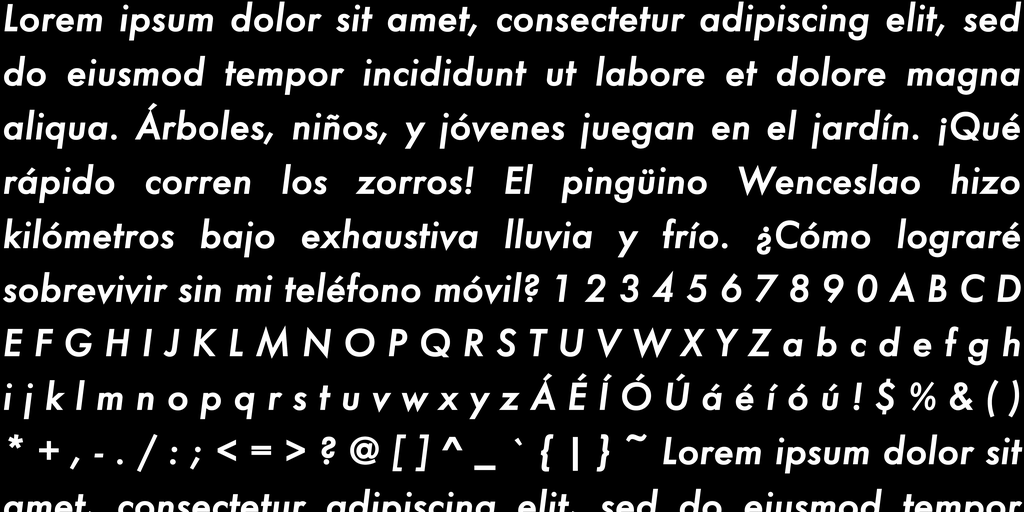 Lorem ipsum dolor sit amet, consectetur adipiscing elit, sed
do eiusmod tempor incididunt ut labore et dolore magna
aliqua. Árboles, niños, y jóvenes juegan en el jardín. ¡Qué
rápido corren los zorros! El pingüino Wenceslao hizo
kilómetros bajo exhaustiva lluvia y frío. ¿Cómo lograré
sobrevivir sin mi teléfono móvil? 1 2 3 4 5 6 7 8 9 0 A B C D
E F G H I J K L M N O P Q R S T U V W X Y Z a b c d e f g h
i j k l m n o p q r s t u v w x y z Á É Í Ó Ú á é í ó ú ! $ % & ( )
* + , - . / : ; < = > ? @ [ ] ^ _ ` { | } ~ Lorem ipsum dolor sit
amet, consectetur adipiscing elit, sed do eiusmod tempor